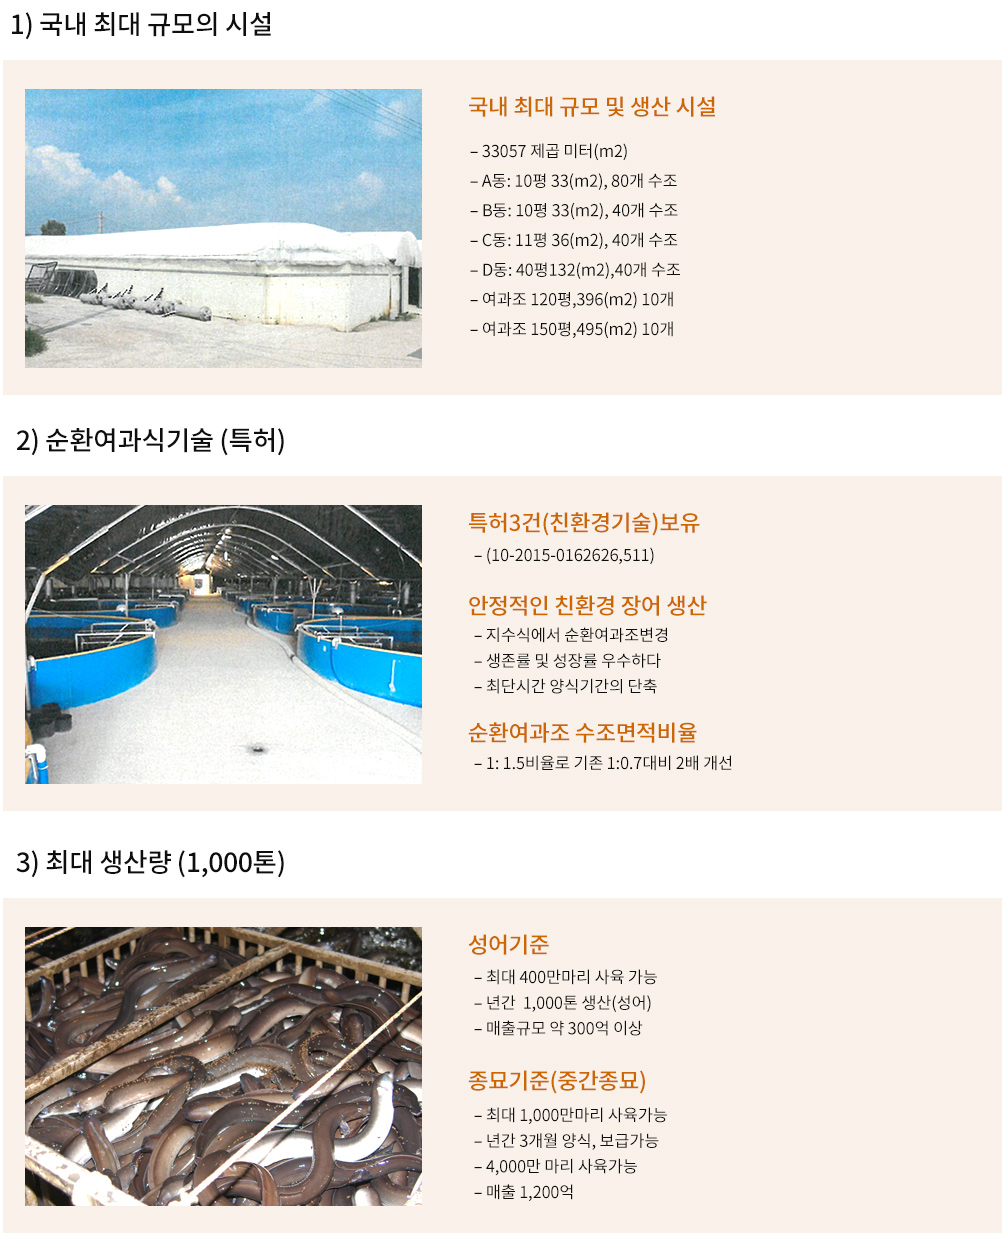 1) 국내 최대 규모의 시설
국내 최대 규모 및 생산 시설
– 33057 제곱 미터(m2)
– A동: 10평 33(m2), 80개 수조
– B동: 10평 33(m2), 40개 수조
– C동: 11평 36(m2), 40개 수조
– D동: 40평132(m2),40개 수조
– 여과조 120평,396(m2) 10개
– 여과조 150평,495(m2) 10개
2) 순환여과식기술 (특허)
특허3건(친환경기술)보유
– (10-2015-0162626,511)
안정적인 친환경 장어 생산
– 지수식에서 순환여과조변경
– 생존률 및 성장률 우수하다
– 최단시간 양식기간의 단축
순환여과조 수조면적비율
– 1: 1.5비율로 기존 1:0.7대비 2배 개선
3) 최대 생산량 (1,000톤)
성어기준
– 최대 400만마리 사육 가능
– 년간 1,000톤 생산(성어)
– 매출규모 약 300억 이상
종묘기준(중간종묘)
– 최대 1,000만마리 사육가능
– 년간 3개월 양식, 보급가능
– 4,000만 마리 사육가능
– 매출 1,200억